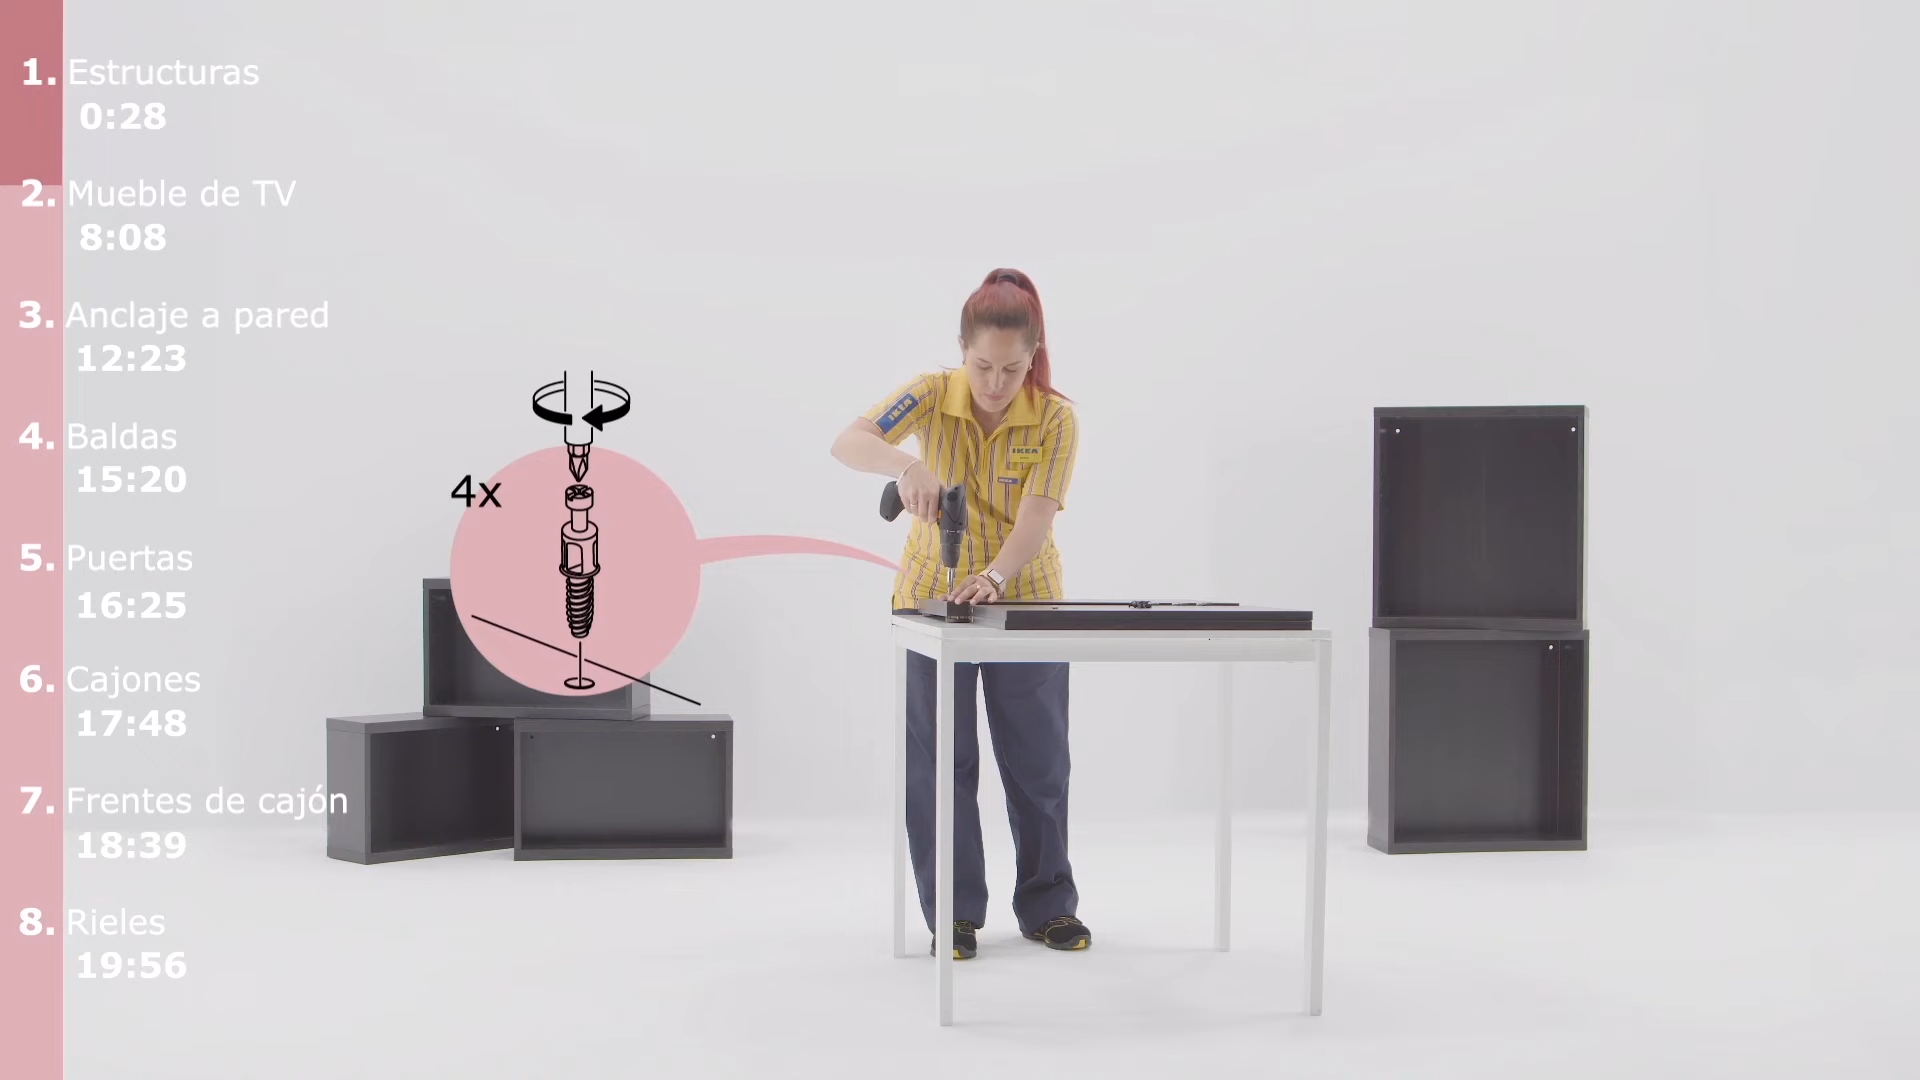 1. Estructuras
0:28
2. Mueble de TV
8:08
3. Anclaje a pared
12:23
4. Baldas
15:20
5. Puertas
16:25
6. Cajones
17:48
7. Frentes de cajón
18:39
8. Rieles
19:56
4x
IKEA
IKEA